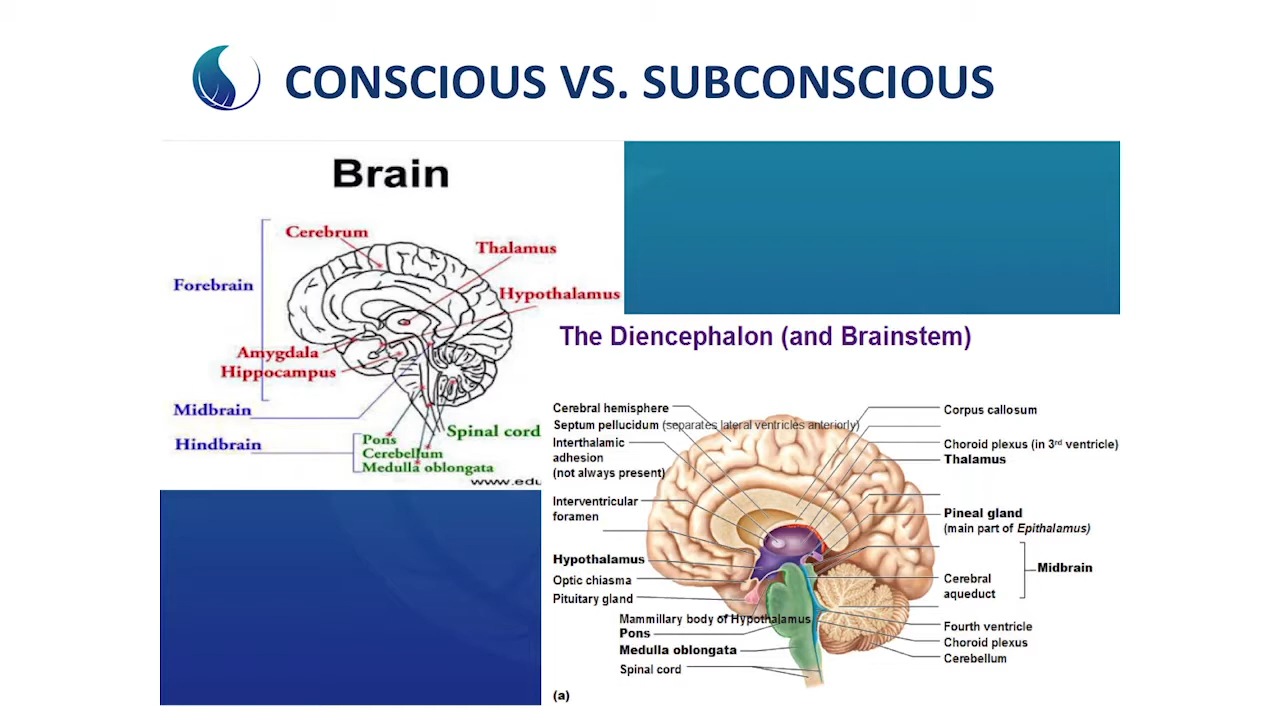 CONSCIOUS VS. SUBCONSCIOUS
Brain
Cerebrum
Thalamus
Forebrain
Hypothalamus
Amygdala
Hippocampus
Midbrain
Hindbrain
Pons
Cerebellum
Medulla oblongata
Spinal cord
www.edu
The Diencephalon (and Brainstem)
Cerebral hemisphere
Septum pellucidum (separates lateral ventricles anteriorly)
Interthalamic
adhesion
(not always present)
Interventricular
foramen
Hypothalamus
Optic chiasma
Pituitary gland
Mammillary body of Hypothalamus
Pons
Medulla oblongata
Spinal cord
(a)
Corpus callosum
Choroid plexus (in 3rd ventricle)
Thalamus
Pineal gland
(main part of Epithalamus)
Midbrain
Cerebral
aqueduct
Fourth ventricle
Choroid plexus
Cerebellum